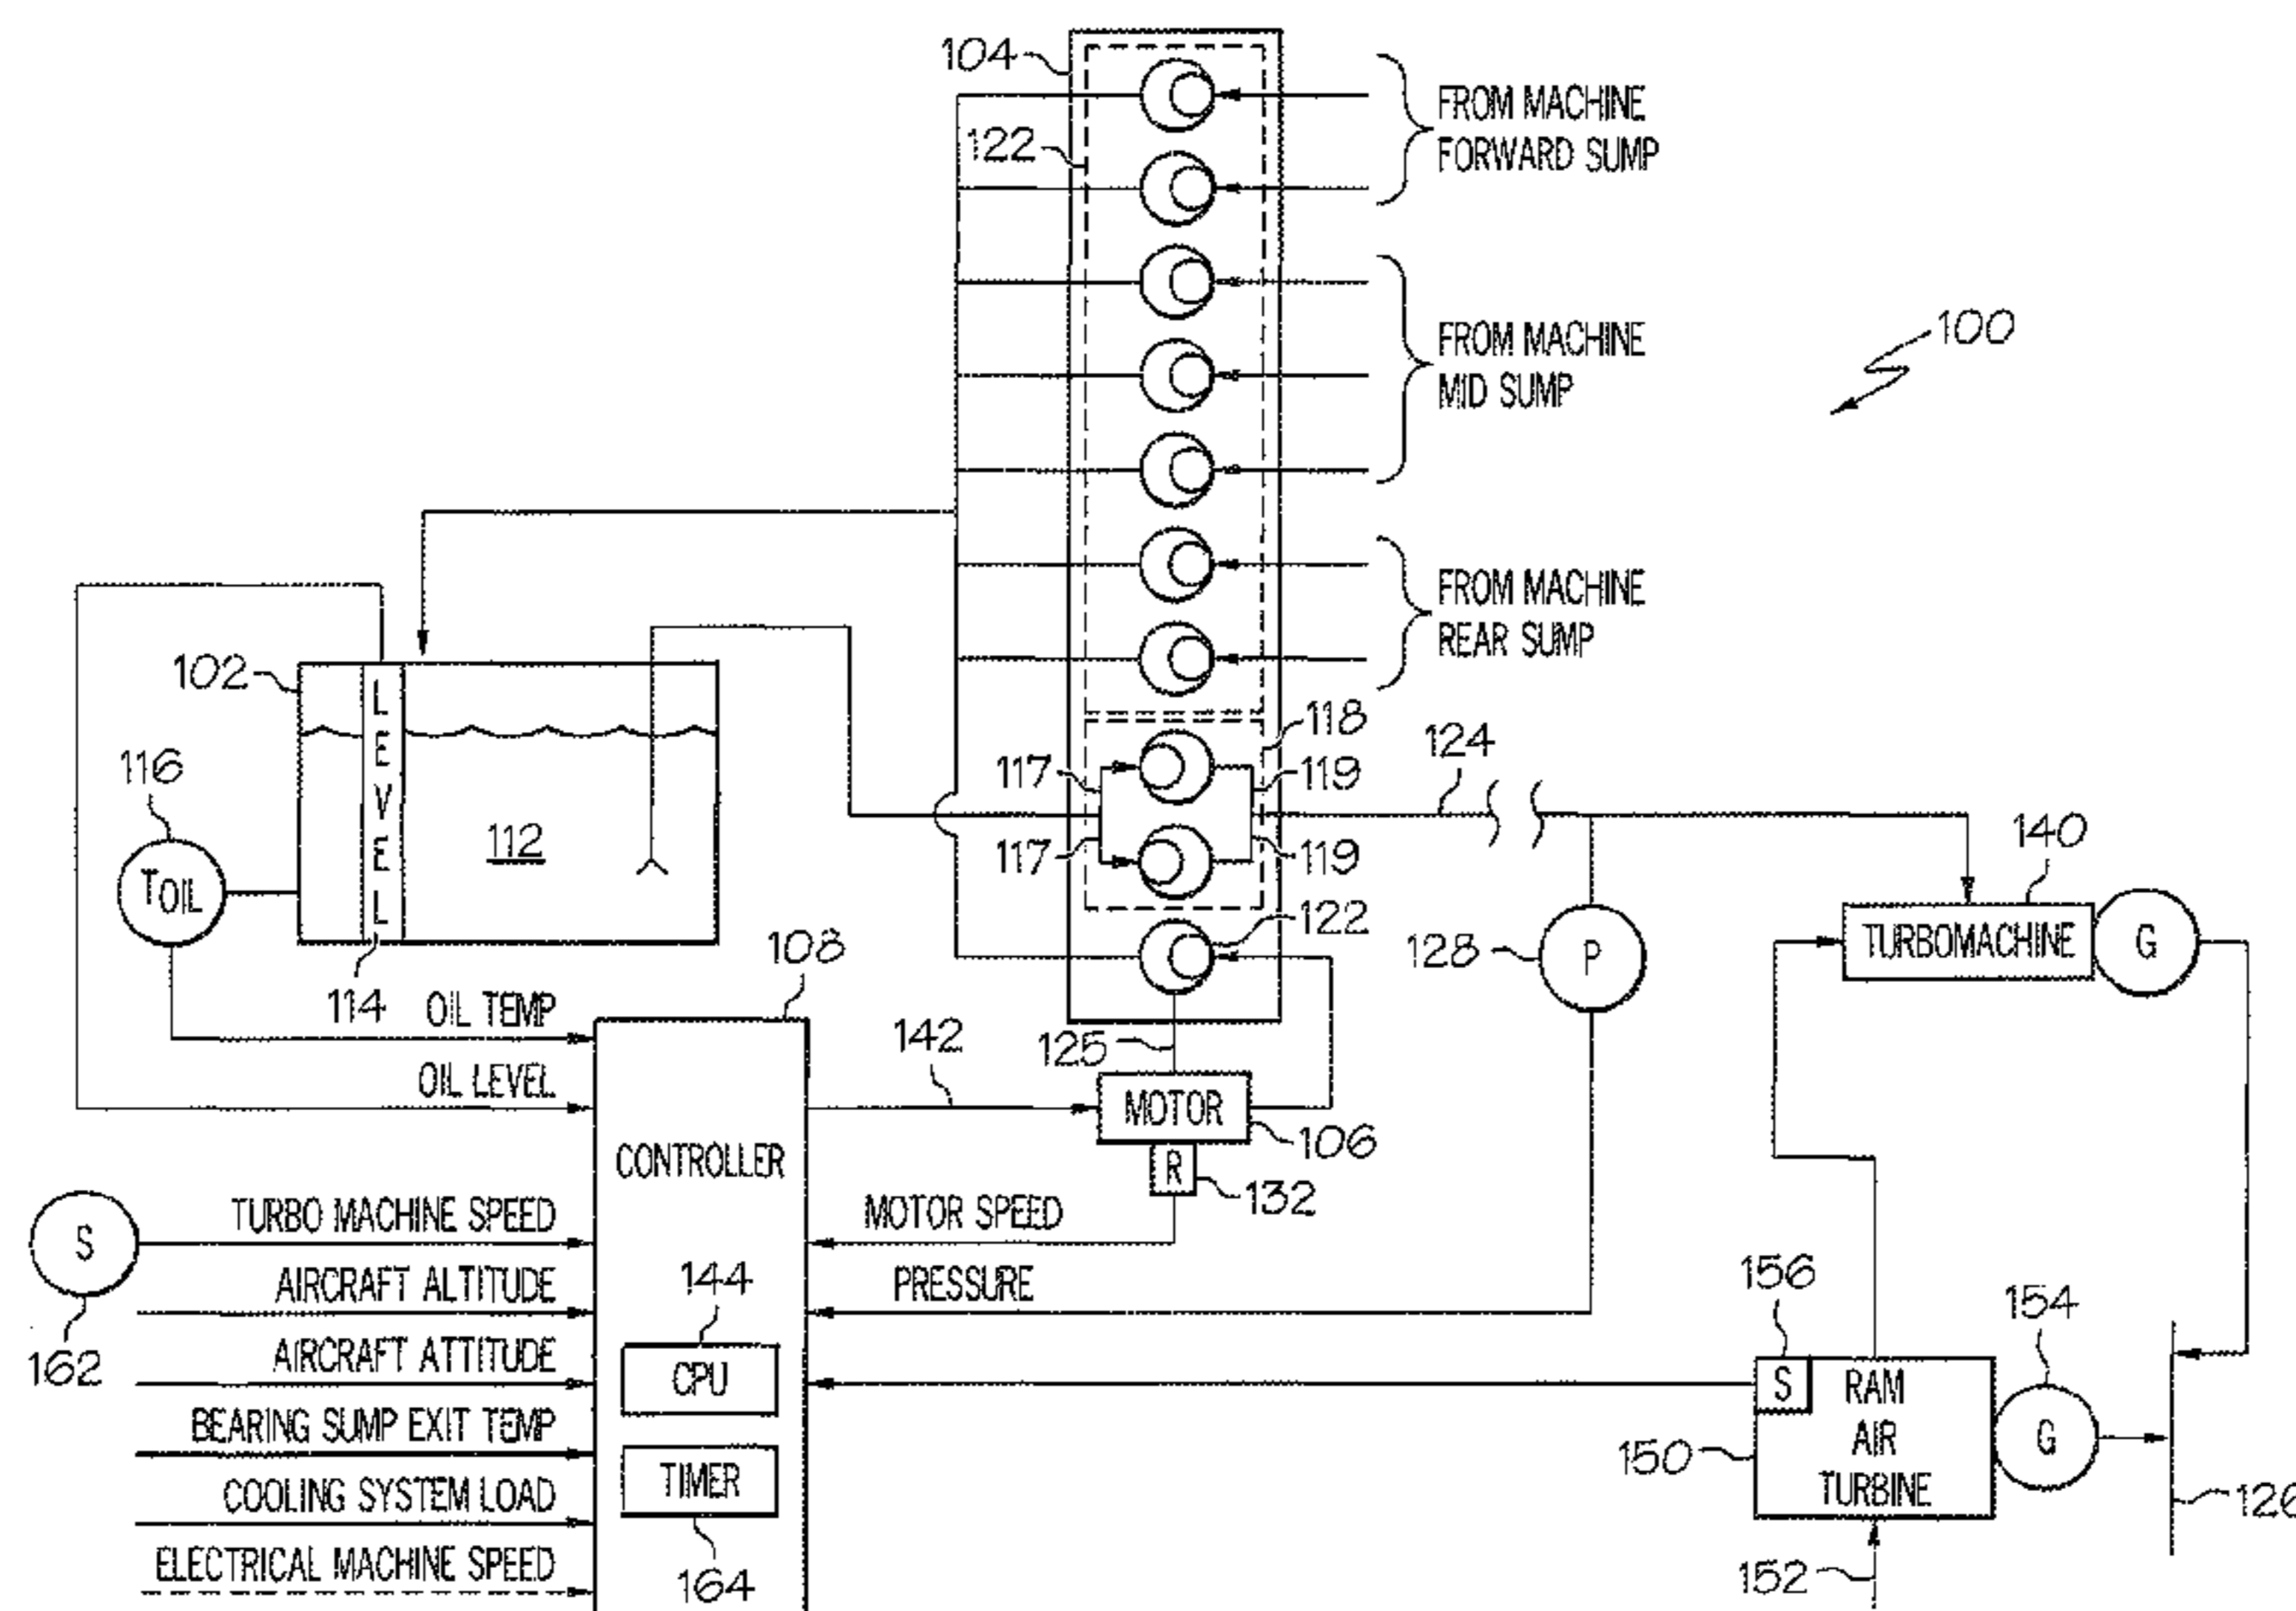 104
FROM MACHINE
FORWARD SUMP
122
100
FROM MACHINE
MID SUMP
FROM MACHINE
REAR SUMP
102
LEVEL
118
124
116
117
119
140
112
117
119
TOIL
122
TURBOMACHINE
G
108
128
P
114
OIL TEMP
142
125
OIL LEVEL
MOTOR
106
CONTROLLER
R
132
TURBO MACHINE SPEED
MOTOR SPEED
S
AIRCRAFT ALTITUDE
144
PRESSURE
156
154
162
AIRCRAFT ATTITUDE
CPU
S
RAM
AIR
TURBINE
BEARING SUMP EXIT TEMP
150
G
TIMER
COOLING SYSTEM LOAD
126
ELECTRICAL MACHINE SPEED
164
152